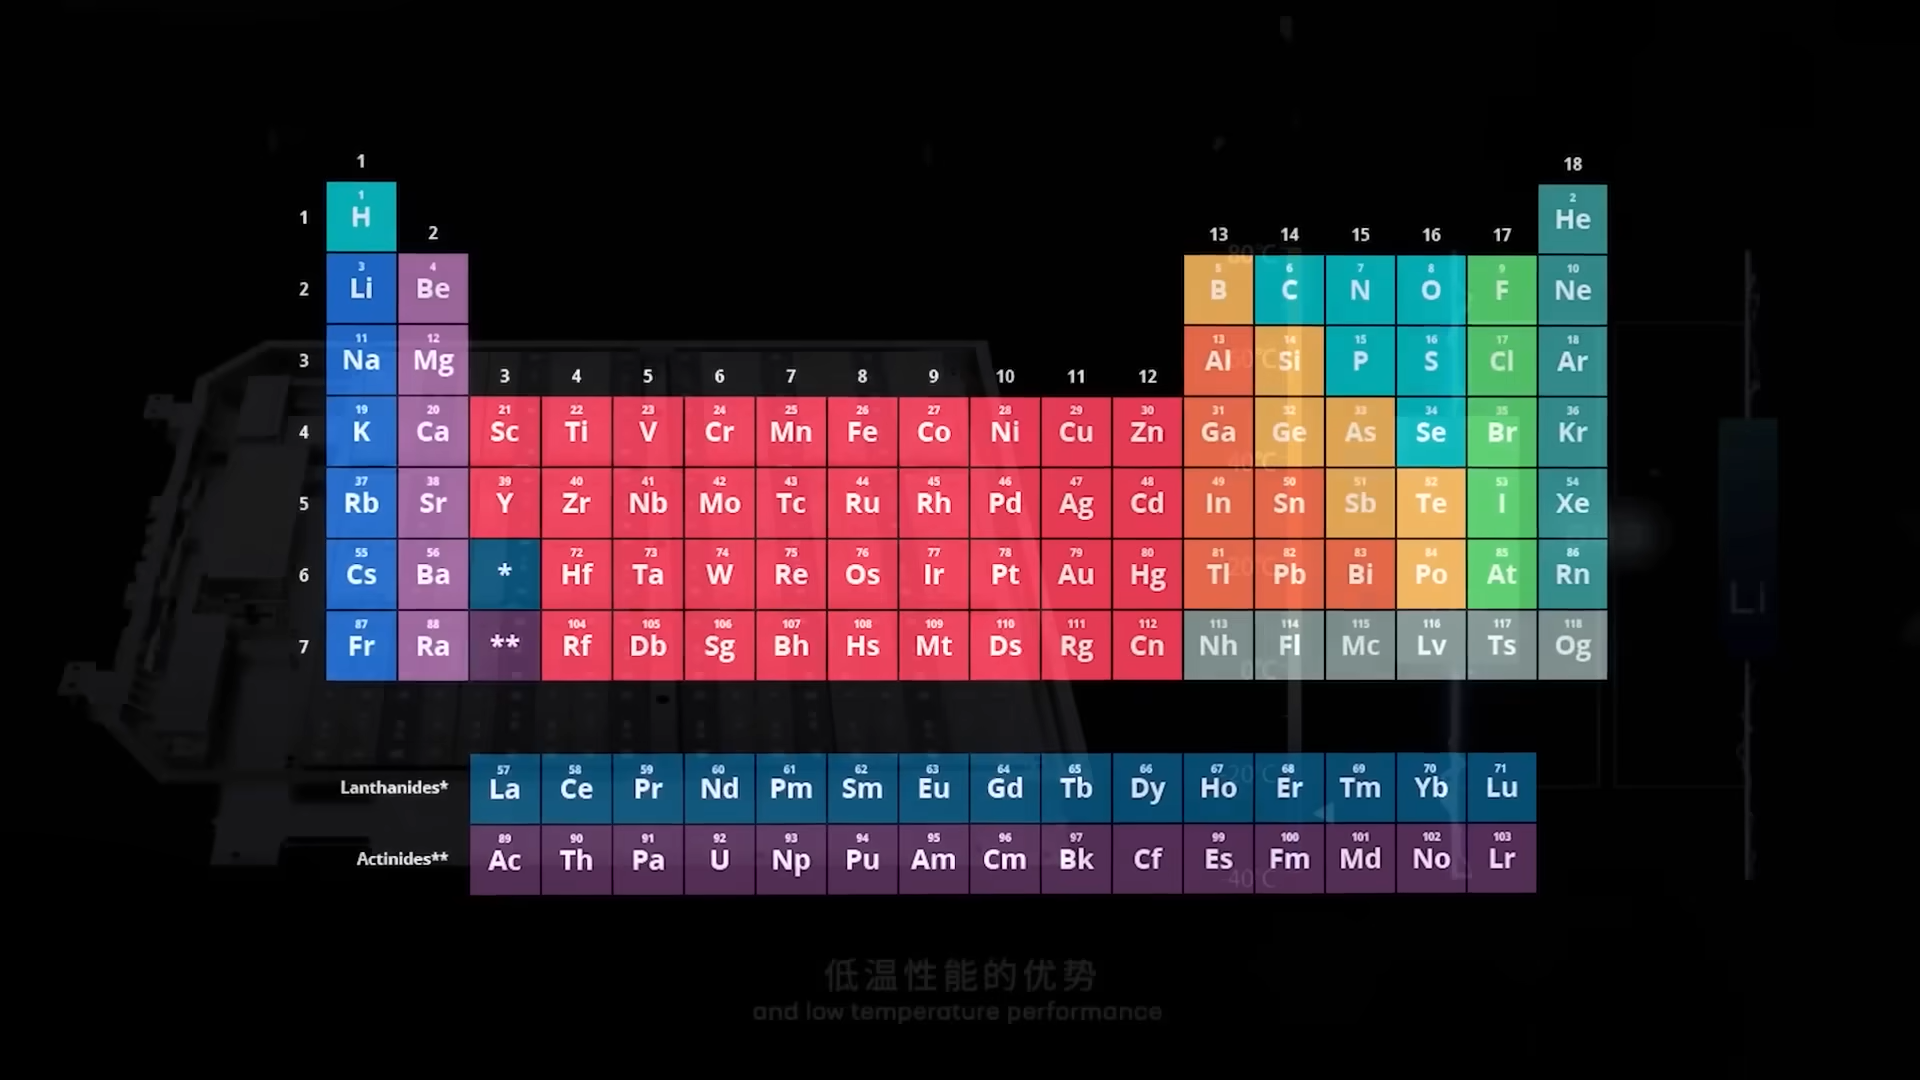 1 18
1 H 2 He
1 2 13 14 15 16 17
3 Li 4 Be 5 B 6 C 7 N 8 O 9 F 10 Ne
2
11 Na 12 Mg 13 Al 14 Si 15 P 16 S 17 Cl 18 Ar
3 3 4 5 6 7 8 9 10 11 12
19 K 20 Ca 21 Sc 22 Ti 23 V 24 Cr 25 Mn 26 Fe 27 Co 28 Ni 29 Cu 30 Zn 31 Ga 32 Ge 33 As 34 Se 35 Br 36 Kr
4
37 Rb 38 Sr 39 Y 40 Zr 41 Nb 42 Mo 43 Tc 44 Ru 45 Rh 46 Pd 47 Ag 48 Cd 49 In 50 Sn 51 Sb 52 Te 53 I 54 Xe
5
55 Cs 56 Ba * 72 Hf 73 Ta 74 W 75 Re 76 Os 77 Ir 78 Pt 79 Au 80 Hg 81 Tl 82 Pb 83 Bi 84 Po 85 At 86 Rn
6
87 Fr 88 Ra ** 104 Rf 105 Db 106 Sg 107 Bh 108 Hs 109 Mt 110 Ds 111 Rg 112 Cn 113 Nh 114 Fl 115 Mc 116 Lv 117 Ts 118 Og
7
Lanthanides* 57 La 58 Ce 59 Pr 60 Nd 61 Pm 62 Sm 63 Eu 64 Gd 65 Tb 66 Dy 67 Ho 68 Er 69 Tm 70 Yb 71 Lu
Actinides** 89 Ac 90 Th 91 Pa 92 U 93 Np 94 Pu 95 Am 96 Cm 97 Bk Cf 99 Es 100 Fm 101 Md 102 No 103 Lr
80°C
40°C
20°C
0°C
-20°C
-40°C
Li
低温性能的优势
and low temperature performance